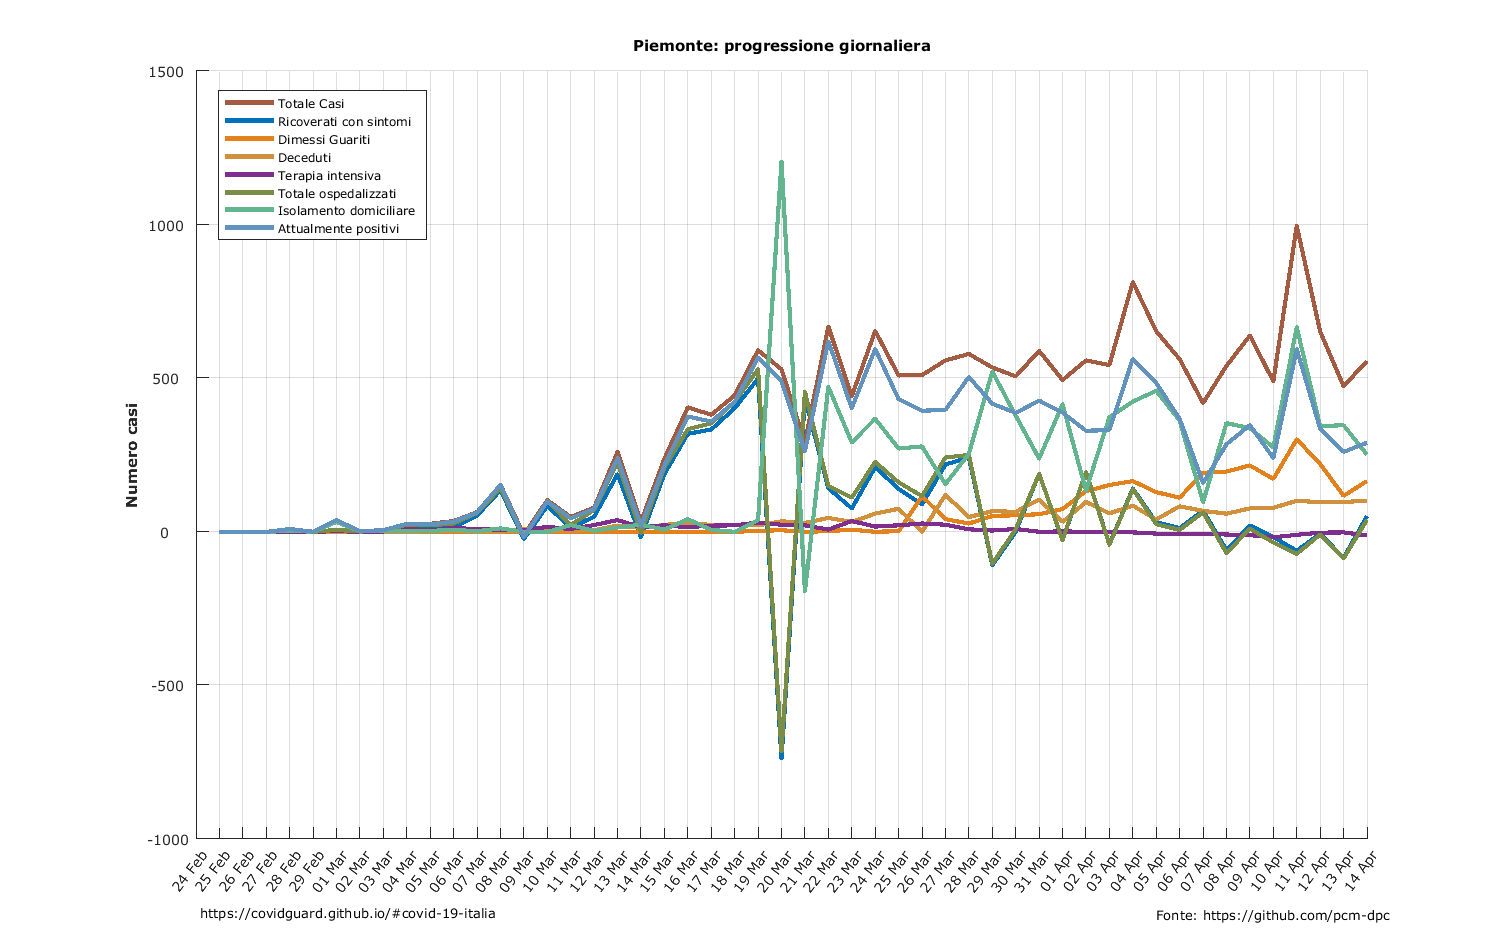 Piemonte: progressione giornaliera
1500
1000
500
0
-500
-1000
Numero casi
Totale Casi
Ricoverati con sintomi
Dimessi Guariti
Deceduti
Terapia intensiva
Totale ospedalizzati
Isolamento domiciliare
Attualmente positivi
24 Feb
25 Feb
26 Feb
27 Feb
28 Feb
29 Feb
01 Mar
02 Mar
03 Mar
04 Mar
05 Mar
06 Mar
07 Mar
08 Mar
09 Mar
10 Mar
11 Mar
12 Mar
13 Mar
14 Mar
15 Mar
16 Mar
17 Mar
18 Mar
19 Mar
20 Mar
21 Mar
22 Mar
23 Mar
24 Mar
25 Mar
26 Mar
27 Mar
28 Mar
29 Mar
30 Mar
31 Mar
01 Apr
02 Apr
03 Apr
04 Apr
05 Apr
06 Apr
07 Apr
08 Apr
09 Apr
10 Apr
11 Apr
12 Apr
13 Apr
14 Apr
https://covidguard.github.io/#covid-19-italia
Fonte: https://github.com/pcm-dpc